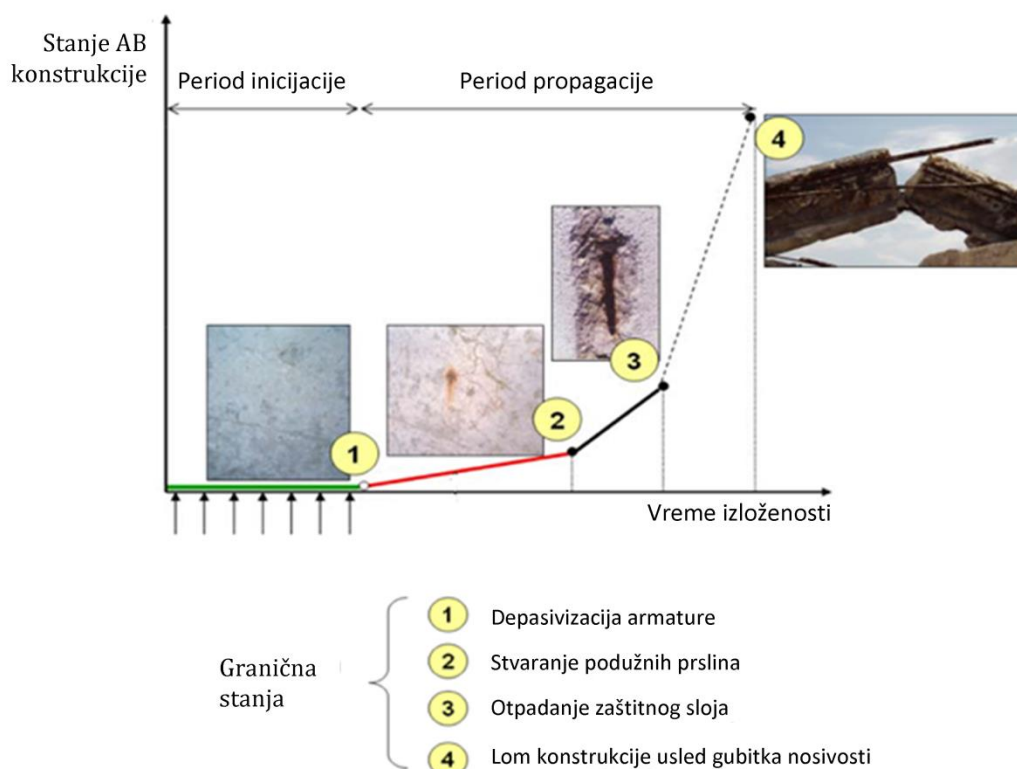 Stanje AB
konstrukcije
Period inicijacije
Period propagacije
4
3
2
1
Vreme izloženosti
Granična
stanja
1 Depasivizacija armature
2 Stvaranje podužnih prslina
3 Otpadanje zaštitnog sloja
4 Lom konstrukcije usled gubitka nosivosti